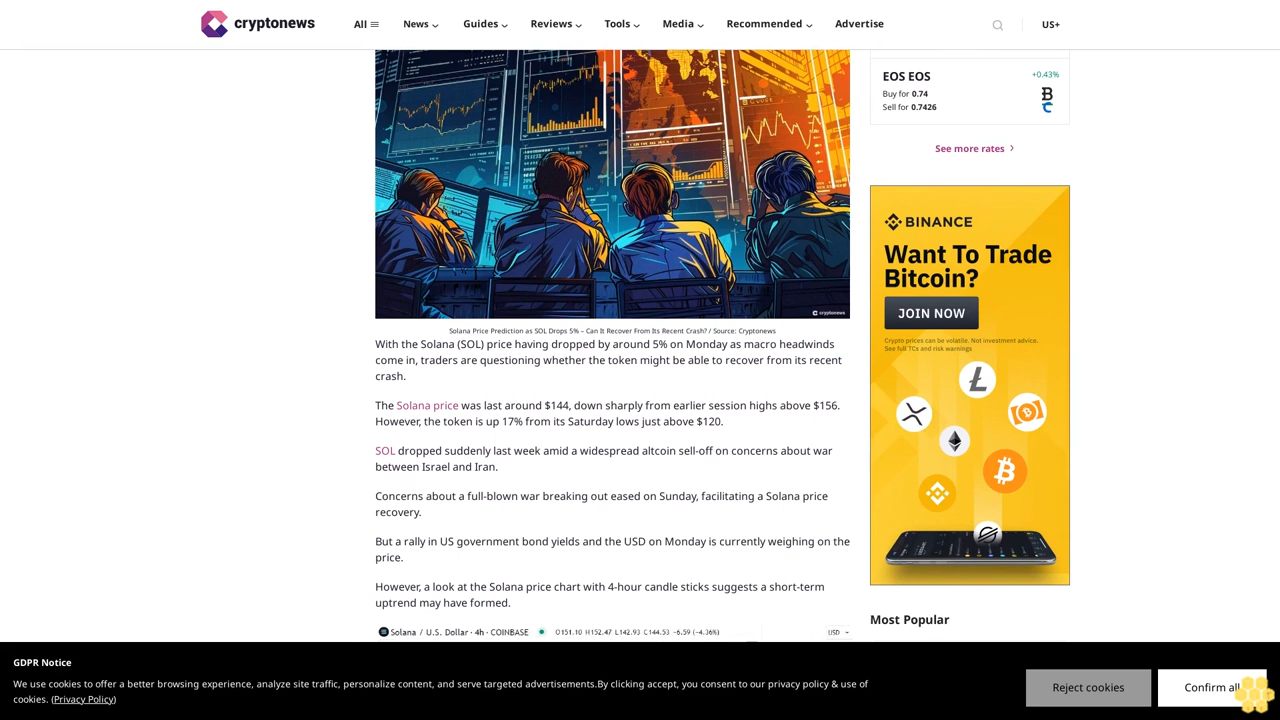 cryptonews
All
News
Guides
Reviews
Tools
Media
Recommended
Advertise
US+
cryptonews
Solana Price Prediction as SOL Drops 5% – Can It Recover From Its Recent Crash? / Source: Cryptonews
With the Solana (SOL) price having dropped by around 5% on Monday as macro headwinds
come in, traders are questioning whether the token might be able to recover from its recent
crash.
The Solana price was last around $144, down sharply from earlier session highs above $156.
However, the token is up 17% from its Saturday lows just above $120.
SOL dropped suddenly last week amid a widespread altcoin sell-off on concerns about war
between Israel and Iran.
Concerns about a full-blown war breaking out eased on Sunday, facilitating a Solana price
recovery.
But a rally in US government bond yields and the USD on Monday is currently weighing on the
price.
However, a look at the Solana price chart with 4-hour candle sticks suggests a short-term
uptrend may have formed.
Solana / U.S. Dollar · 4h · COINBASE O151.10 H152.47 L142.93 C144.53 -6.59 (-4.36%) USD
EOS EOS
+0.43%
Buy for 0.74
Sell for 0.7426
See more rates
BINANCE
Want To Trade
Bitcoin?
JOIN NOW
Crypto prices can be volatile. Not investment advice.
See full TCs and risk warnings
Most Popular
GDPR Notice
We use cookies to offer a better browsing experience, analyze site traffic, personalize content, and serve targeted advertisements.By clicking accept, you consent to our privacy policy & use of
cookies. (Privacy Policy)
Reject cookies
Confirm all